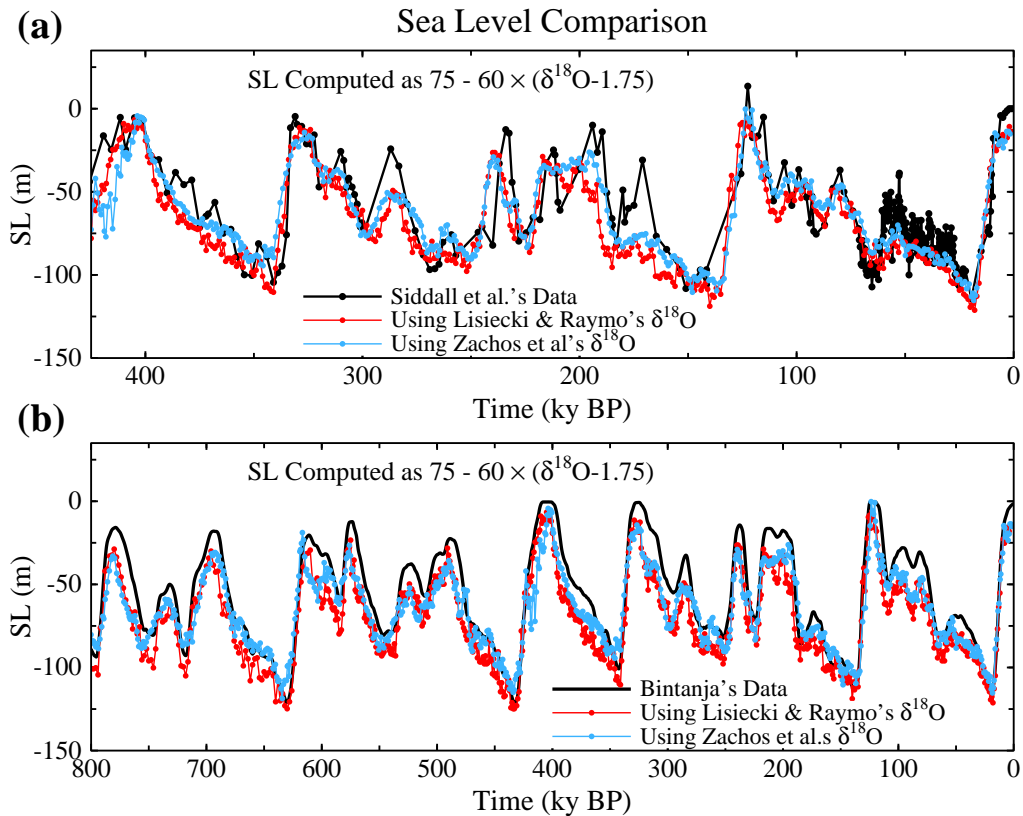 (a)
Sea Level Comparison
SL Computed as 75 - 60 × (δ¹⁸O-1.75)
0
-50
-100
-150
SL (m)
Siddall et al.'s Data
Using Lisiecki & Raymo's δ¹⁸O
Using Zachos et al's δ¹⁸O
400 300 200 100 0
Time (ky BP)
(b)
SL Computed as 75 - 60 × (δ¹⁸O-1.75)
0
-50
-100
-150
SL (m)
Bintanja's Data
Using Lisiecki & Raymo's δ¹⁸O
Using Zachos et al.s δ¹⁸O
800 700 600 500 400 300 200 100 0
Time (ky BP)